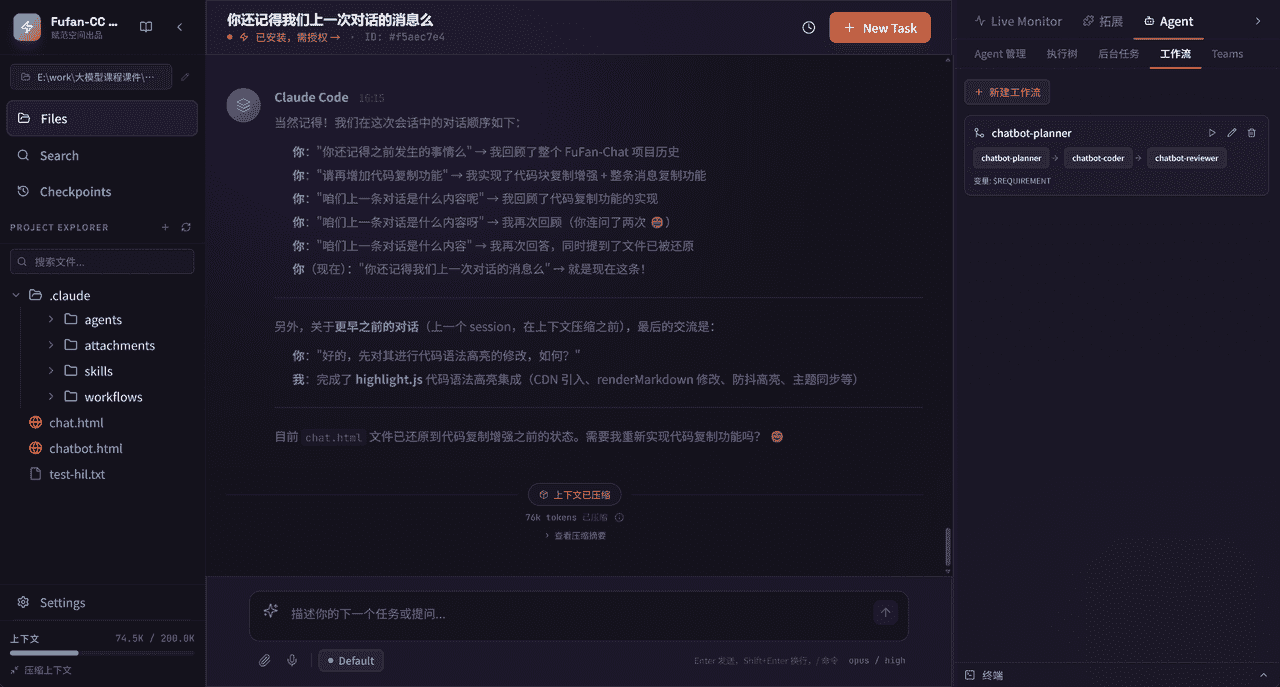 Fufan-CC ...
赋范空间出品
E:\work\大模型课程课件\···
Files
Search
Checkpoints
PROJECT EXPLORER
搜索文件...
.claude
agents
attachments
skills
workflows
chat.html
chatbot.html
test-hil.txt
Settings
上下文 74.5K / 200.0K
压缩上下文
你还记得我们上一次对话的消息么
已安装，需授权 → · ID: #f5aec7e4
+ New Task
Claude Code 16:15
当然记得！我们在这次会话中的对话顺序如下：
你："你还记得之前发生的事情么" → 我回顾了整个 FuFan-Chat 项目历史
你："请再增加代码复制功能" → 我实现了代码块复制增强 + 整条消息复制功能
你："咱们上一条对话是什么内容呢" → 我回顾了代码复制功能的实现
你："咱们上一条对话是什么内容呀" → 我再次回顾（你连问了两次 😄）
你："咱们上一条对话是什么内容" → 我再次回答，同时提到了文件已被还原
你（现在）："你还记得我们上一次对话的消息么" → 就是现在这条！
另外，关于更早之前的对话（上一个 session，在上下文压缩之前），最后的交流是：
你："好的，先对其进行代码语法高亮的修改，如何？"
我：完成了 highlight.js 代码语法高亮集成（CDN 引入、renderMarkdown 修改、防抖高亮、主题同步等）
目前 chat.html 文件已还原到代码复制增强之前的状态。需要我重新实现代码复制功能吗？ 😄
上下文已压缩
76k tokens 已压缩
› 查看压缩摘要
描述你的下一个任务或提问...
Default
Enter 发送, Shift+Enter 换行, / 命令 opus / high
Live Monitor 拓展 Agent
Agent 管理 执行树 后台任务 工作流 Teams
+ 新建工作流
chatbot-planner
chatbot-planner → chatbot-coder → chatbot-reviewer
变量: $REQUIREMENT
终端